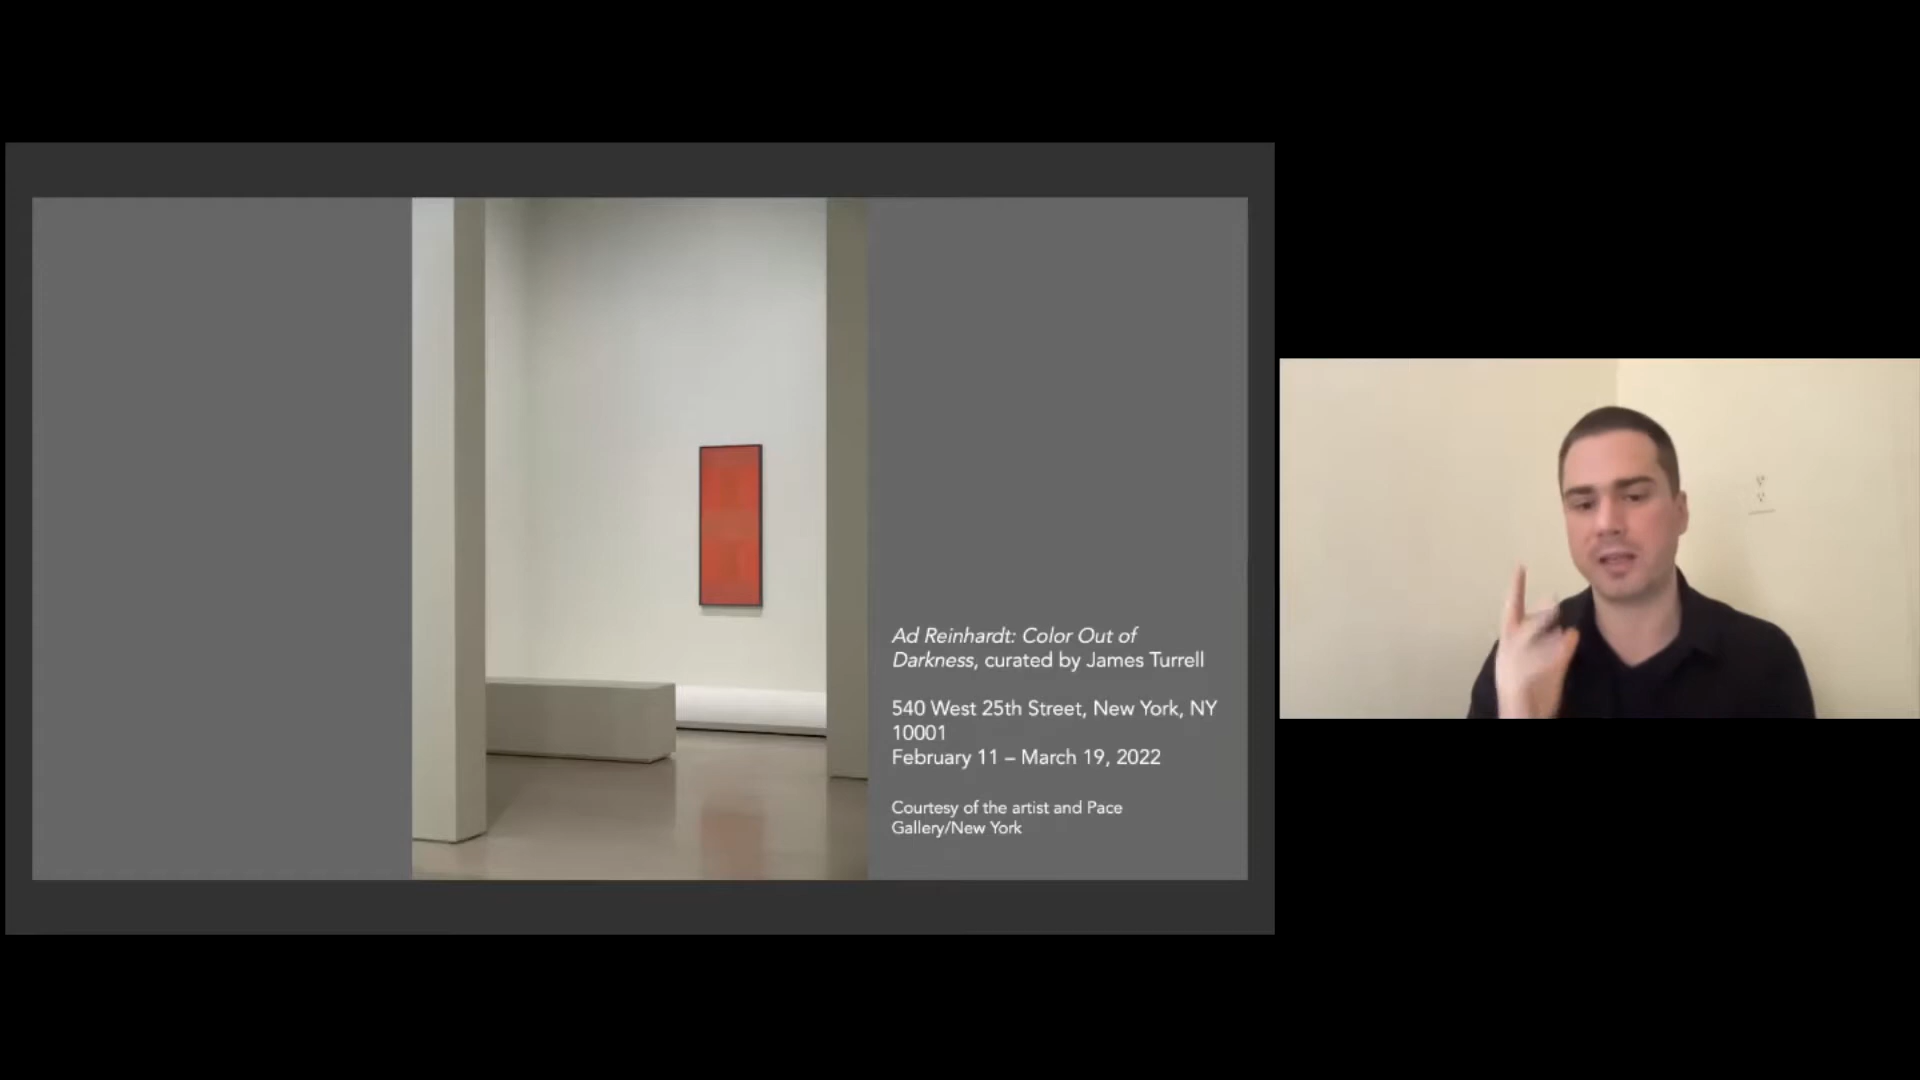 Ad Reinhardt: Color Out of
Darkness, curated by James Turrell
540 West 25th Street, New York, NY
10001
February 11 – March 19, 2022
Courtesy of the artist and Pace
Gallery/New York